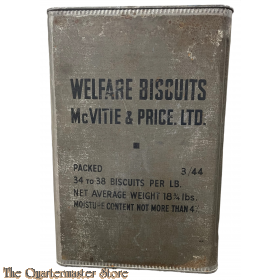 WELFARE BISCUITS
McVITIE & PRICE. LTD.
PACKED 3/44
34 TO 38 BISCUITS PER LB.
NET AVERAGE WEIGHT 18¾ lbs.
MOISTURE CONTENT NOT MORE THAN 4
The Quartermaster Store